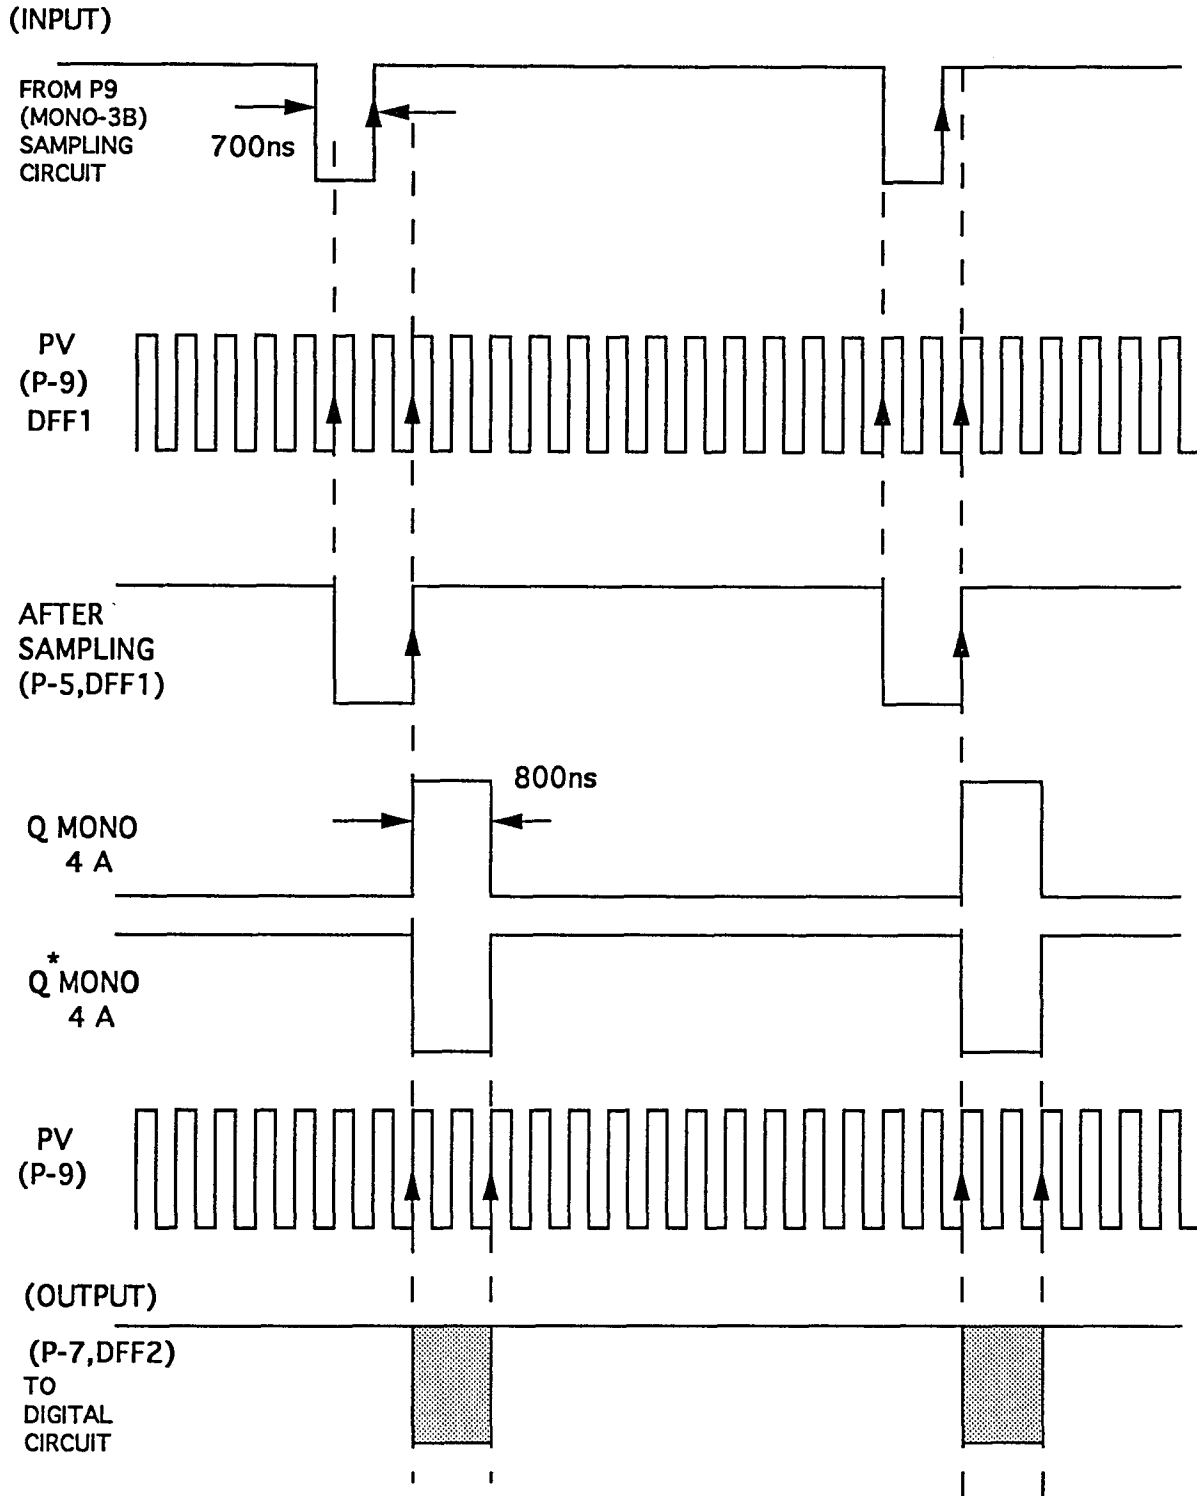 (INPUT)
FROM P9
(MONO-3B)
SAMPLING
CIRCUIT
700ns
PV
(P-9)
DFF1
AFTER
SAMPLING
(P-5,DFF1)
800ns
Q MONO
4 A
Q*MONO
4 A
PV
(P-9)
(OUTPUT)
(P-7,DFF2)
TO
DIGITAL
CIRCUIT